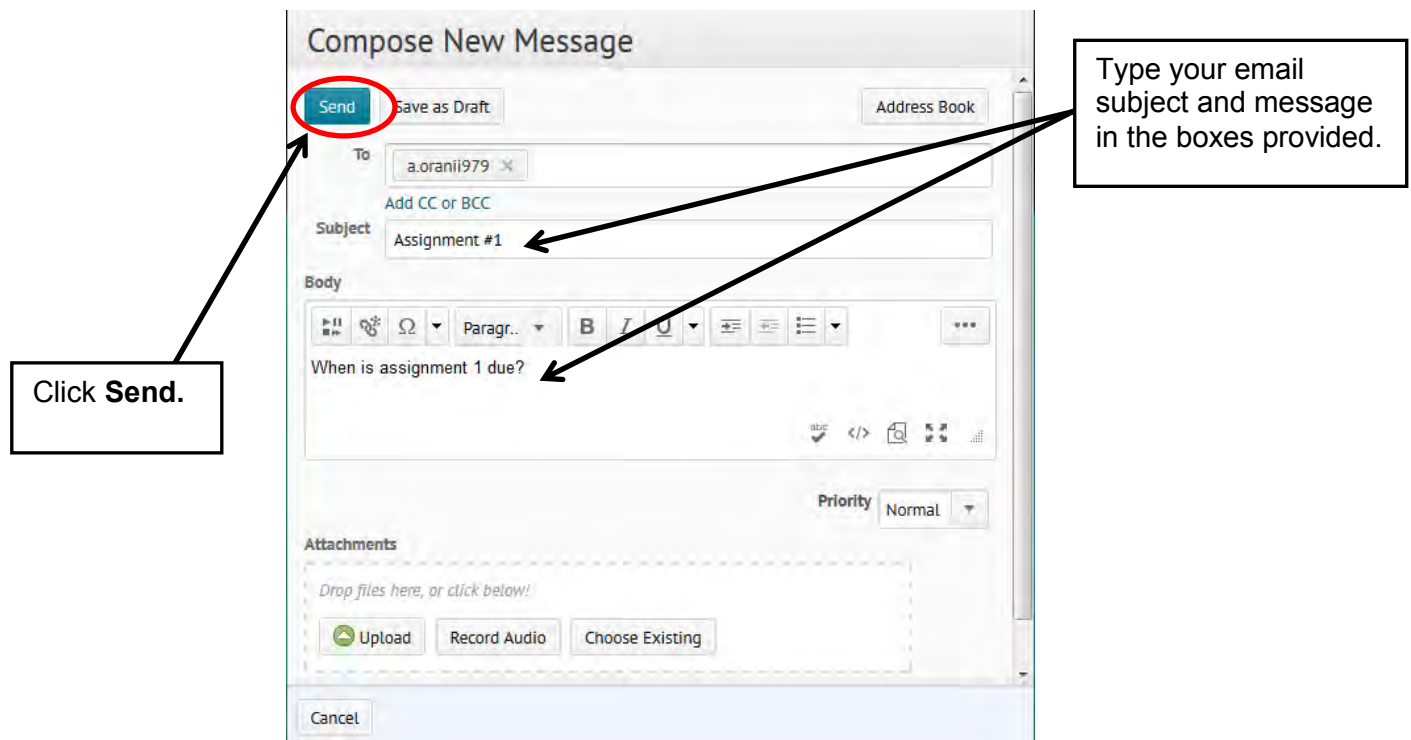 Compose New Message
Send Save as Draft Address Book
To a.oranii979
Add CC or BCC
Subject Assignment #1
Body
Ω Paragr.. B I U
When is assignment 1 due?
abc </>
Priority Normal
Attachments
Drop files here, or click below!
Upload Record Audio Choose Existing
Cancel
Type your email
subject and message
in the boxes provided.
Click Send.